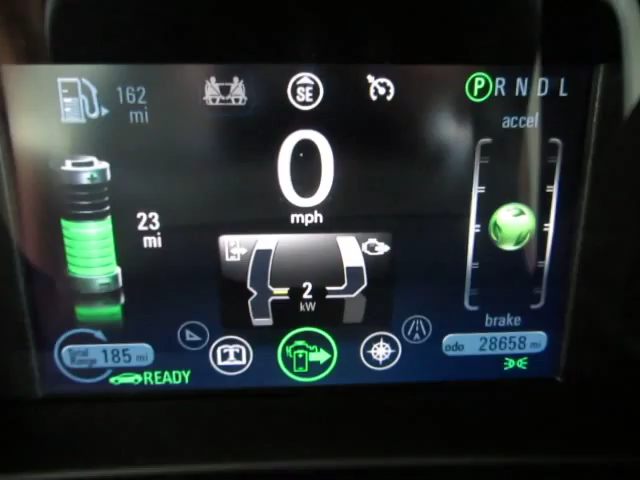 162
mi
SE
P R N D L
accel
0
mph
23
mi
2
kW
brake
Total
Range 185 mi
odo 28658 mi
READY